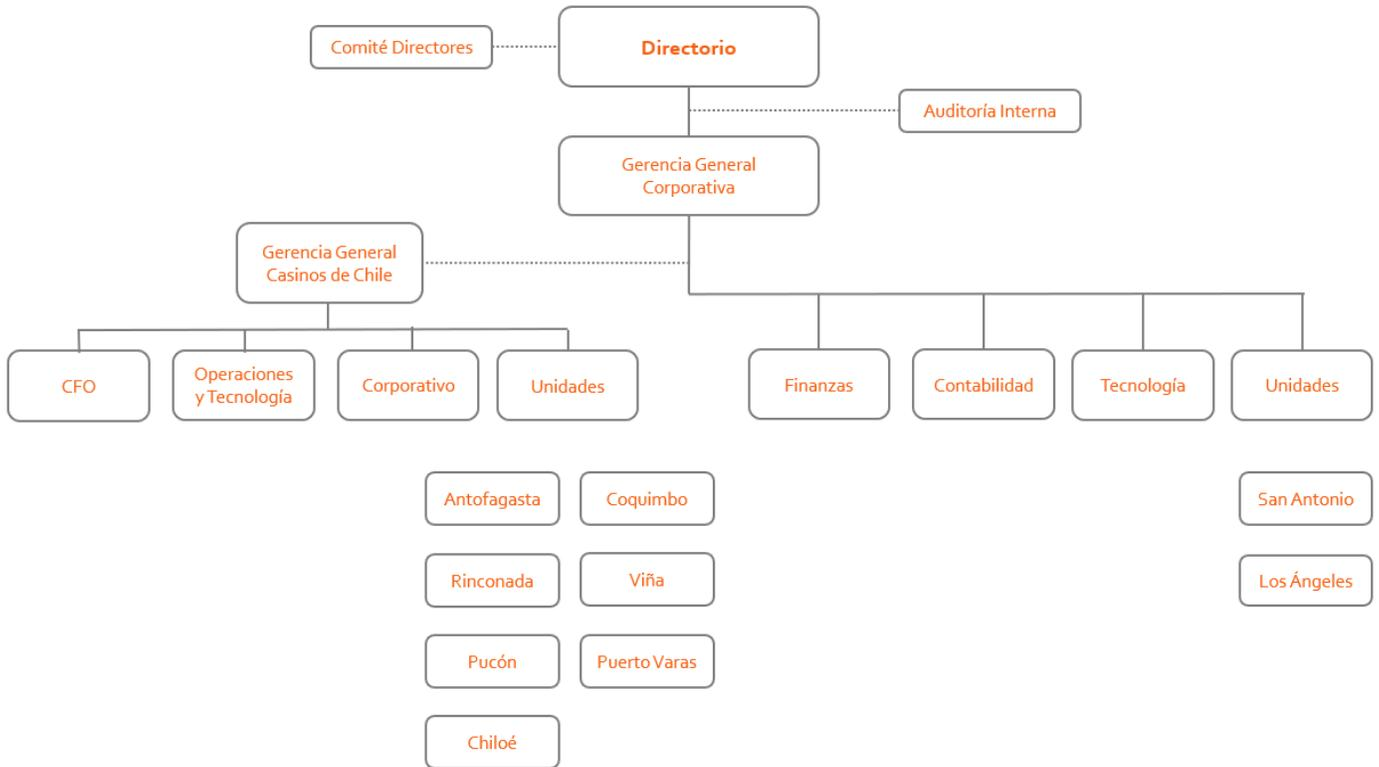 Comité Directores
Directorio
Auditoría Interna
Gerencia General
Corporativa
Gerencia General
Casinos de Chile
CFO
Operaciones
y Tecnología
Corporativo
Unidades
Finanzas
Contabilidad
Tecnología
Unidades
Antofagasta
Coquimbo
San Antonio
Rinconada
Viña
Los Ángeles
Pucón
Puerto Varas
Chiloé